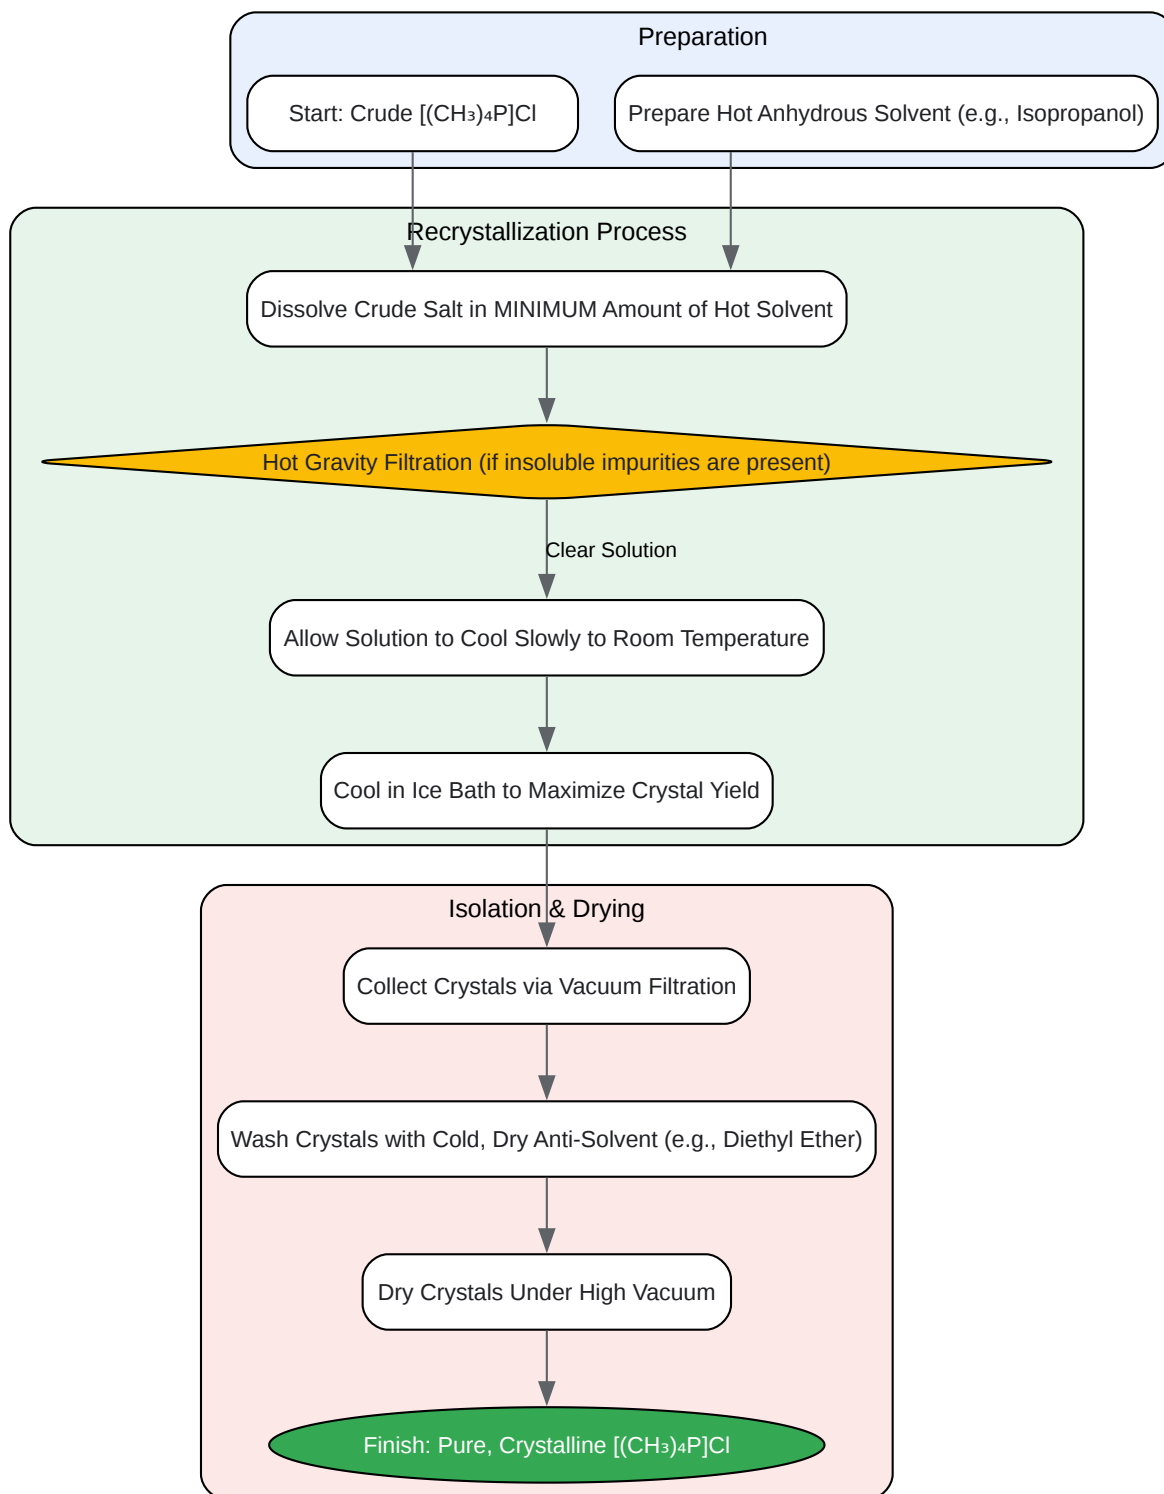 Preparation
Start: Crude [(CH₃)₄P]Cl
Prepare Hot Anhydrous Solvent (e.g., Isopropanol)
Recrystallization Process
Dissolve Crude Salt in MINIMUM Amount of Hot Solvent
Hot Gravity Filtration (if insoluble impurities are present)
Clear Solution
Allow Solution to Cool Slowly to Room Temperature
Cool in Ice Bath to Maximize Crystal Yield
Isolation & Drying
Collect Crystals via Vacuum Filtration
Wash Crystals with Cold, Dry Anti-Solvent (e.g., Diethyl Ether)
Dry Crystals Under High Vacuum
Finish: Pure, Crystalline [(CH₃)₄P]Cl